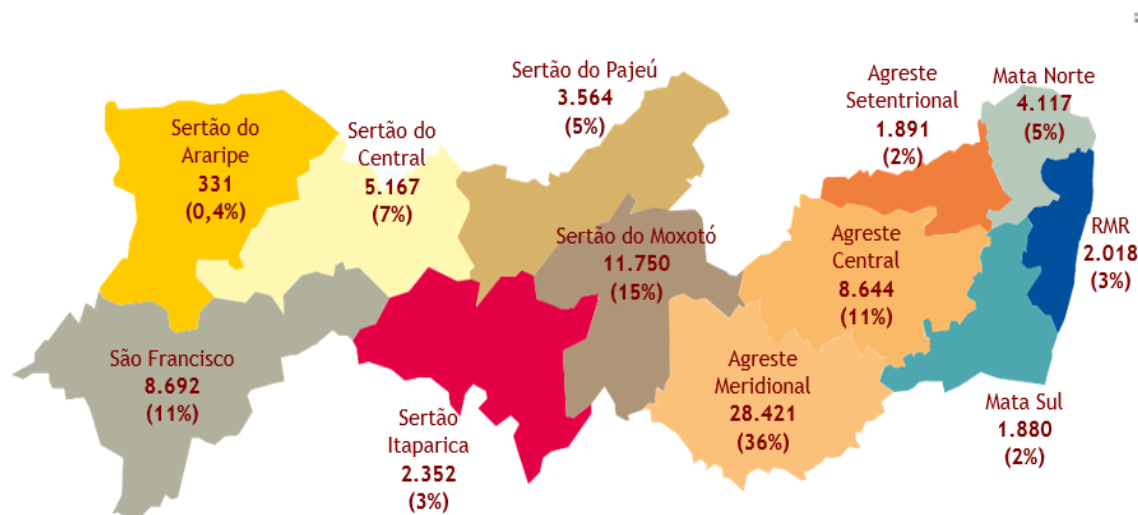 Sertão do Pajeú
3.564
(5%)
Agreste
Setentrional
1.891
(2%)
Mata Norte
4.117
(5%)
Sertão do
Araripe
331
(0,4%)
Sertão do
Central
5.167
(7%)
Sertão do Moxotó
11.750
(15%)
Agreste
Central
8.644
(11%)
RMR
2.018
(3%)
São Francisco
8.692
(11%)
Sertão
Itaparica
2.352
(3%)
Agreste
Meridional
28.421
(36%)
Mata Sul
1.880
(2%)